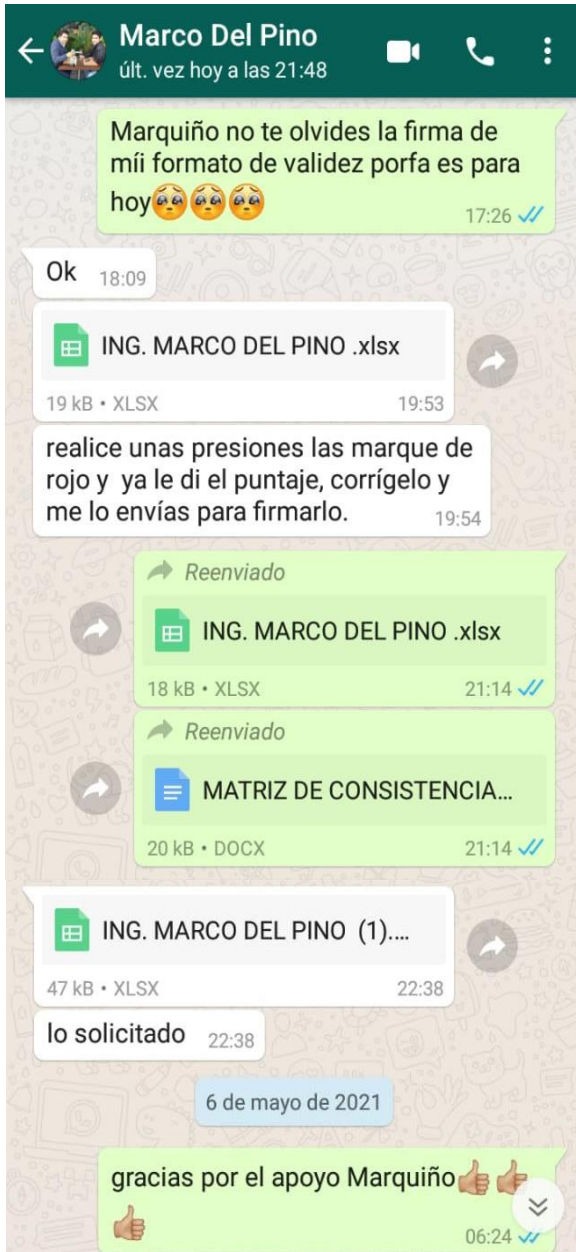 Marco Del Pino
últ. vez hoy a las 21:48
Marquiño no te olvides la firma de
míi formato de validez porfa es para
hoy🥺🥺🥺
17:26
Ok 18:09
ING. MARCO DEL PINO .xlsx
19 kB • XLSX 19:53
realice unas presiones las marque de
rojo y ya le di el puntaje, corrígelo y
me lo envías para firmarlo. 19:54
Reenviado
ING. MARCO DEL PINO .xlsx
18 kB • XLSX 21:14
Reenviado
MATRIZ DE CONSISTENCIA...
20 kB • DOCX 21:14
ING. MARCO DEL PINO (1)....
47 kB • XLSX 22:38
lo solicitado 22:38
6 de mayo de 2021
gracias por el apoyo Marquiño👍👍
👍
06:24